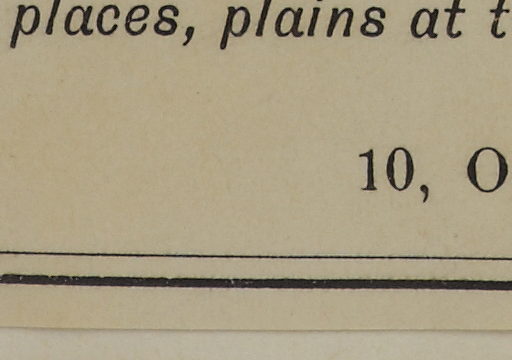 places, plains at t
10, O